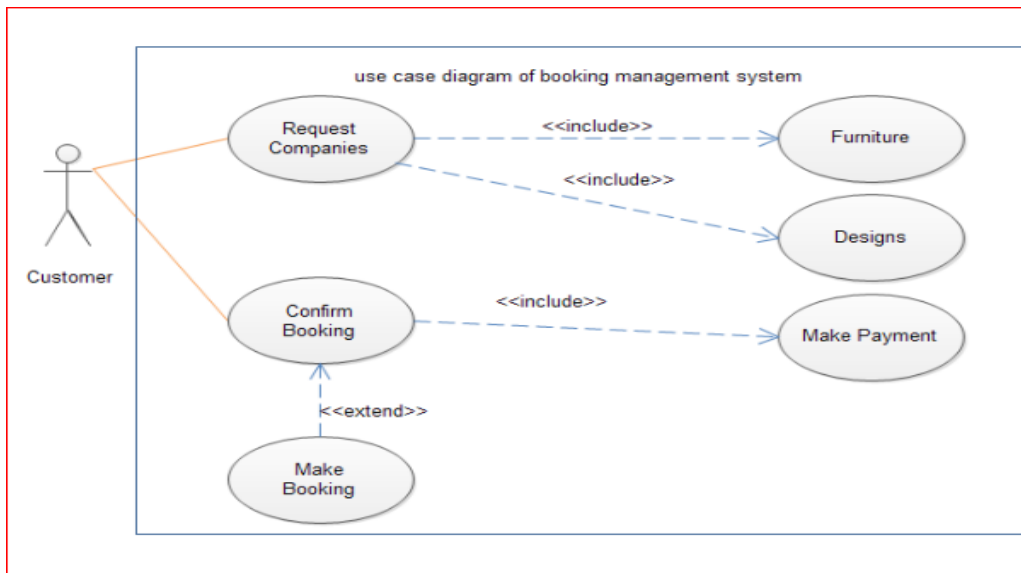 use case diagram of booking management system
Request
Companies
<<include>>
Furniture
<<include>>
Designs
Customer
Confirm
Booking
<<include>>
Make Payment
<<extend>>
Make
Booking